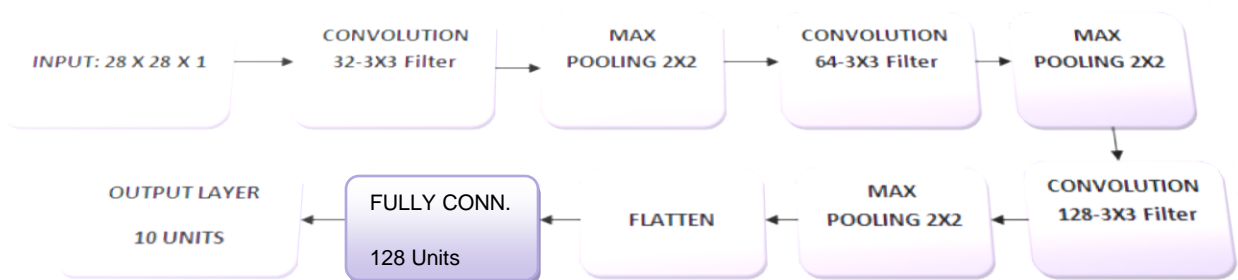 INPUT: 28 X 28 X 1
CONVOLUTION
32-3X3 Filter
MAX
POOLING 2X2
CONVOLUTION
64-3X3 Filter
MAX
POOLING 2X2
CONVOLUTION
128-3X3 Filter
MAX
POOLING 2X2
FLATTEN
FULLY CONN.
128 Units
OUTPUT LAYER
10 UNITS